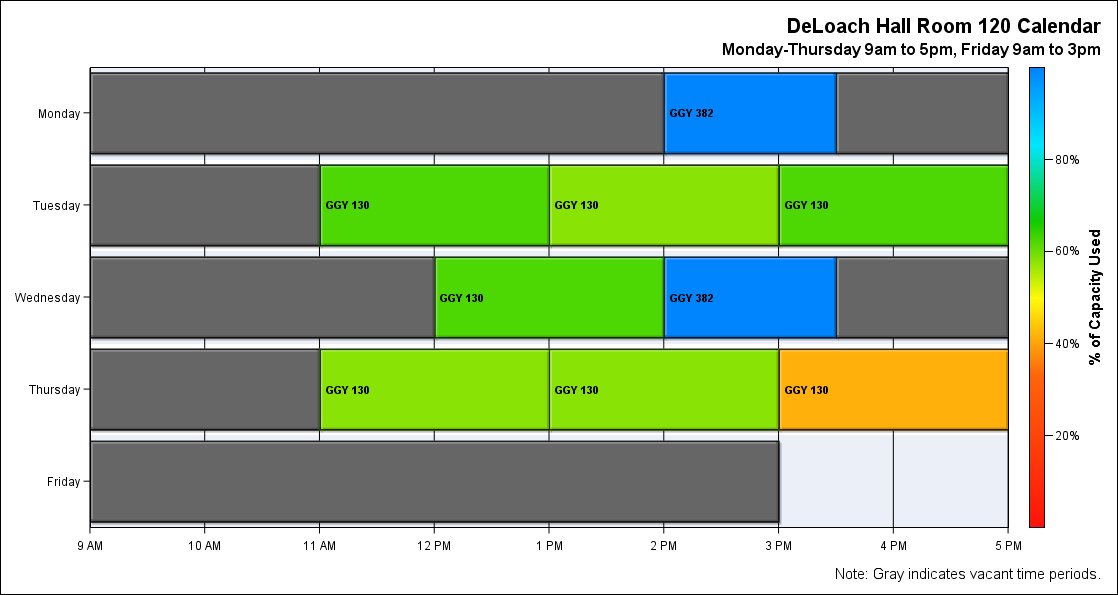 DeLoach Hall Room 120 Calendar
Monday-Thursday 9am to 5pm, Friday 9am to 3pm
Monday
GGY 382
Tuesday
GGY 130
GGY 130
GGY 130
Wednesday
GGY 130
GGY 382
Thursday
GGY 130
GGY 130
GGY 130
Friday
9 AM
10 AM
11 AM
12 PM
1 PM
2 PM
3 PM
4 PM
5 PM
80%
60%
40%
20%
% of Capacity Used
Note: Gray indicates vacant time periods.